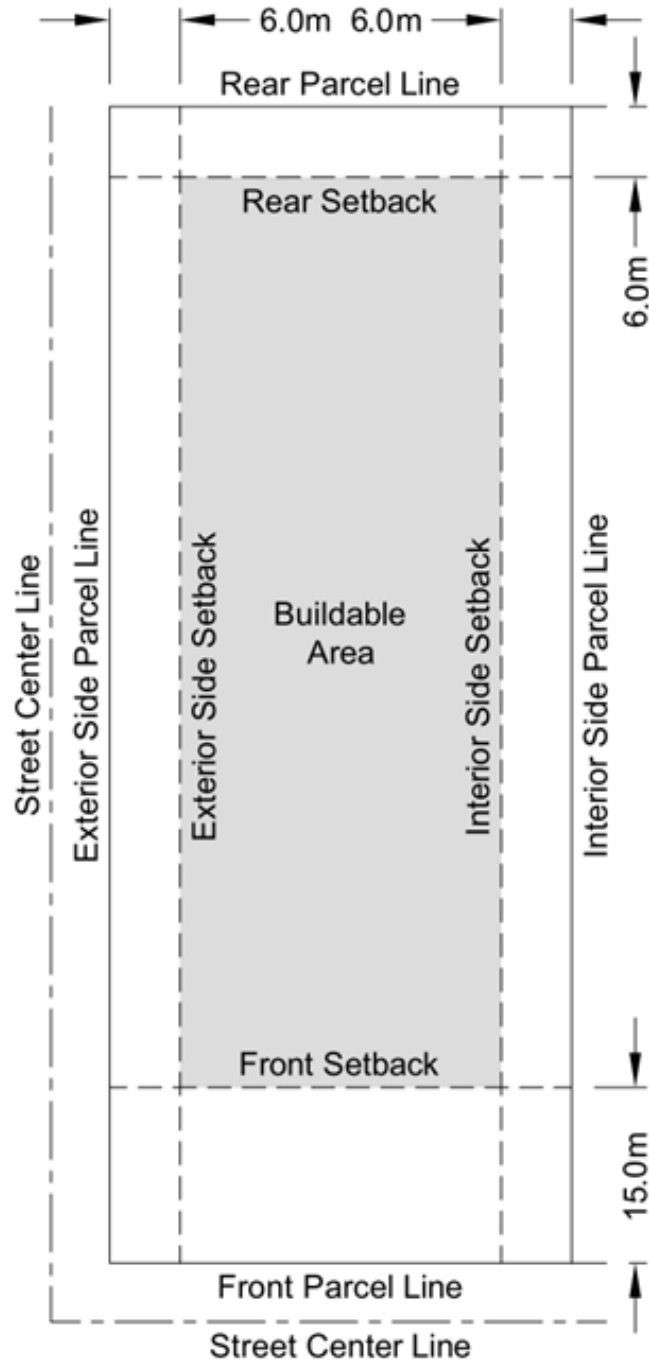 6.0m 6.0m
Rear Parcel Line
Rear Setback
6.0m
Street Center Line
Exterior Side Parcel Line
Exterior Side Setback
Buildable
Area
Interior Side Setback
Interior Side Parcel Line
Front Setback
15.0m
Front Parcel Line
Street Center Line